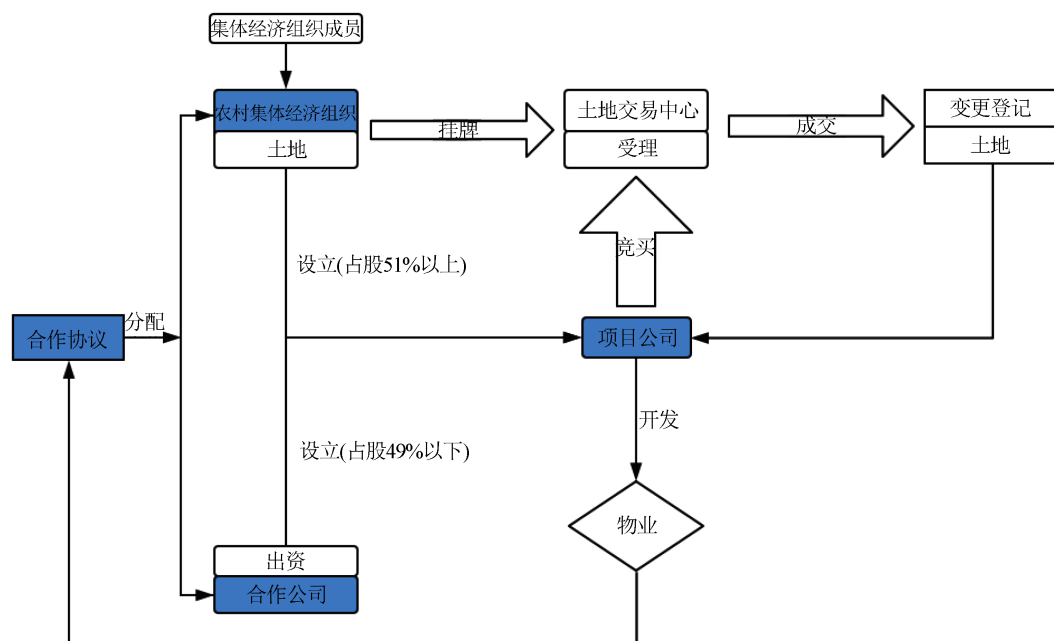 集体经济组织成员
农村集体经济组织
土地
挂牌
土地交易中心
受理
成交
变更登记
土地
竞买
设立(占股51%以上)
合作协议
分配
项目公司
开发
设立(占股49%以下)
物业
出资
合作公司